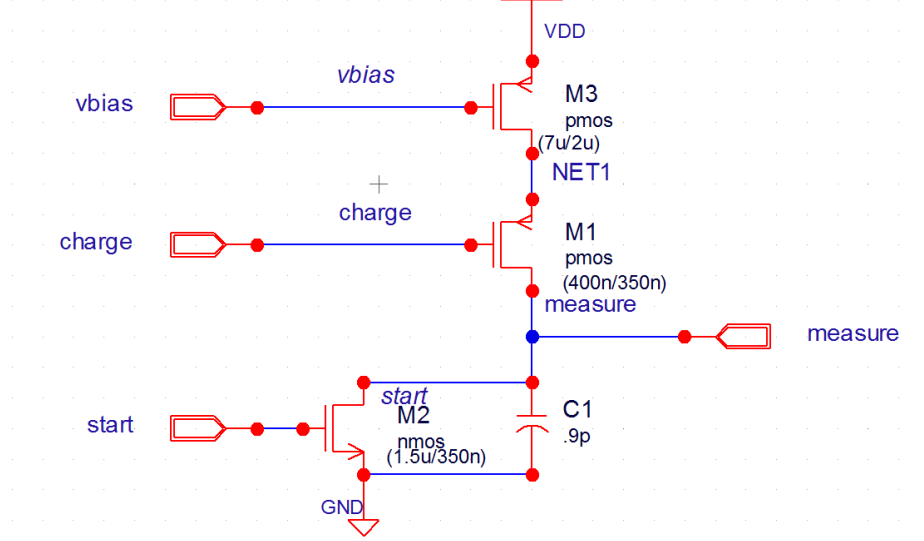 VDD
vbias
vbias
M3
pmos
(7u/2u)
NET1
charge
charge
M1
pmos
(400n/350n)
measure
measure
start
start
M2
nmos
(1.5u/350n)
C1
.9p
GND